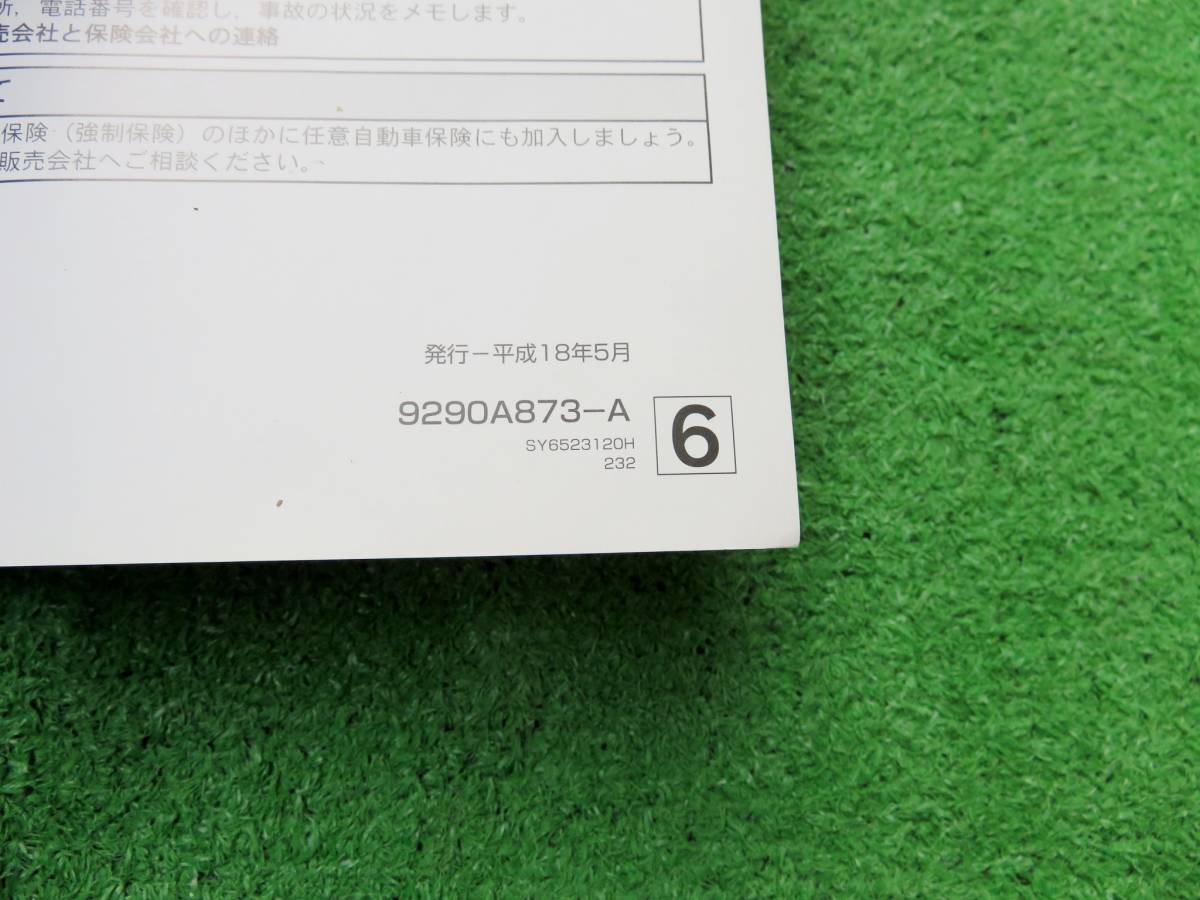 所，電話番号を確認し，事故の状況をメモします。
売会社と保険会社への連絡
て
保険（強制保険）のほかに任意自動車保険にも加入しましょう。
販売会社へご相談ください。
発行－平成18年5月
9290A873－A
SY6523120H
232
6